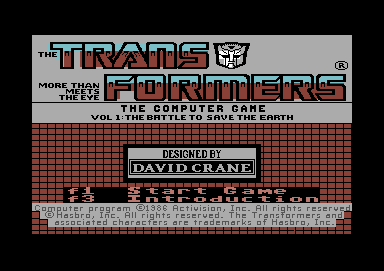 THE TRANS
®
MORE THAN
MEETS
THE EYE
FORMERS
THE COMPUTER GAME
VOL 1: THE BATTLE TO SAVE THE EARTH
DESIGNED BY
DAVID CRANE
f1 Start Game
f3 Introduction
Computer program ©1986 Activision, Inc. All rights reserved
© Hasbro, Inc. All rights reserved. The Transformers and
associated characters are trademarks of Hasbro, Inc.